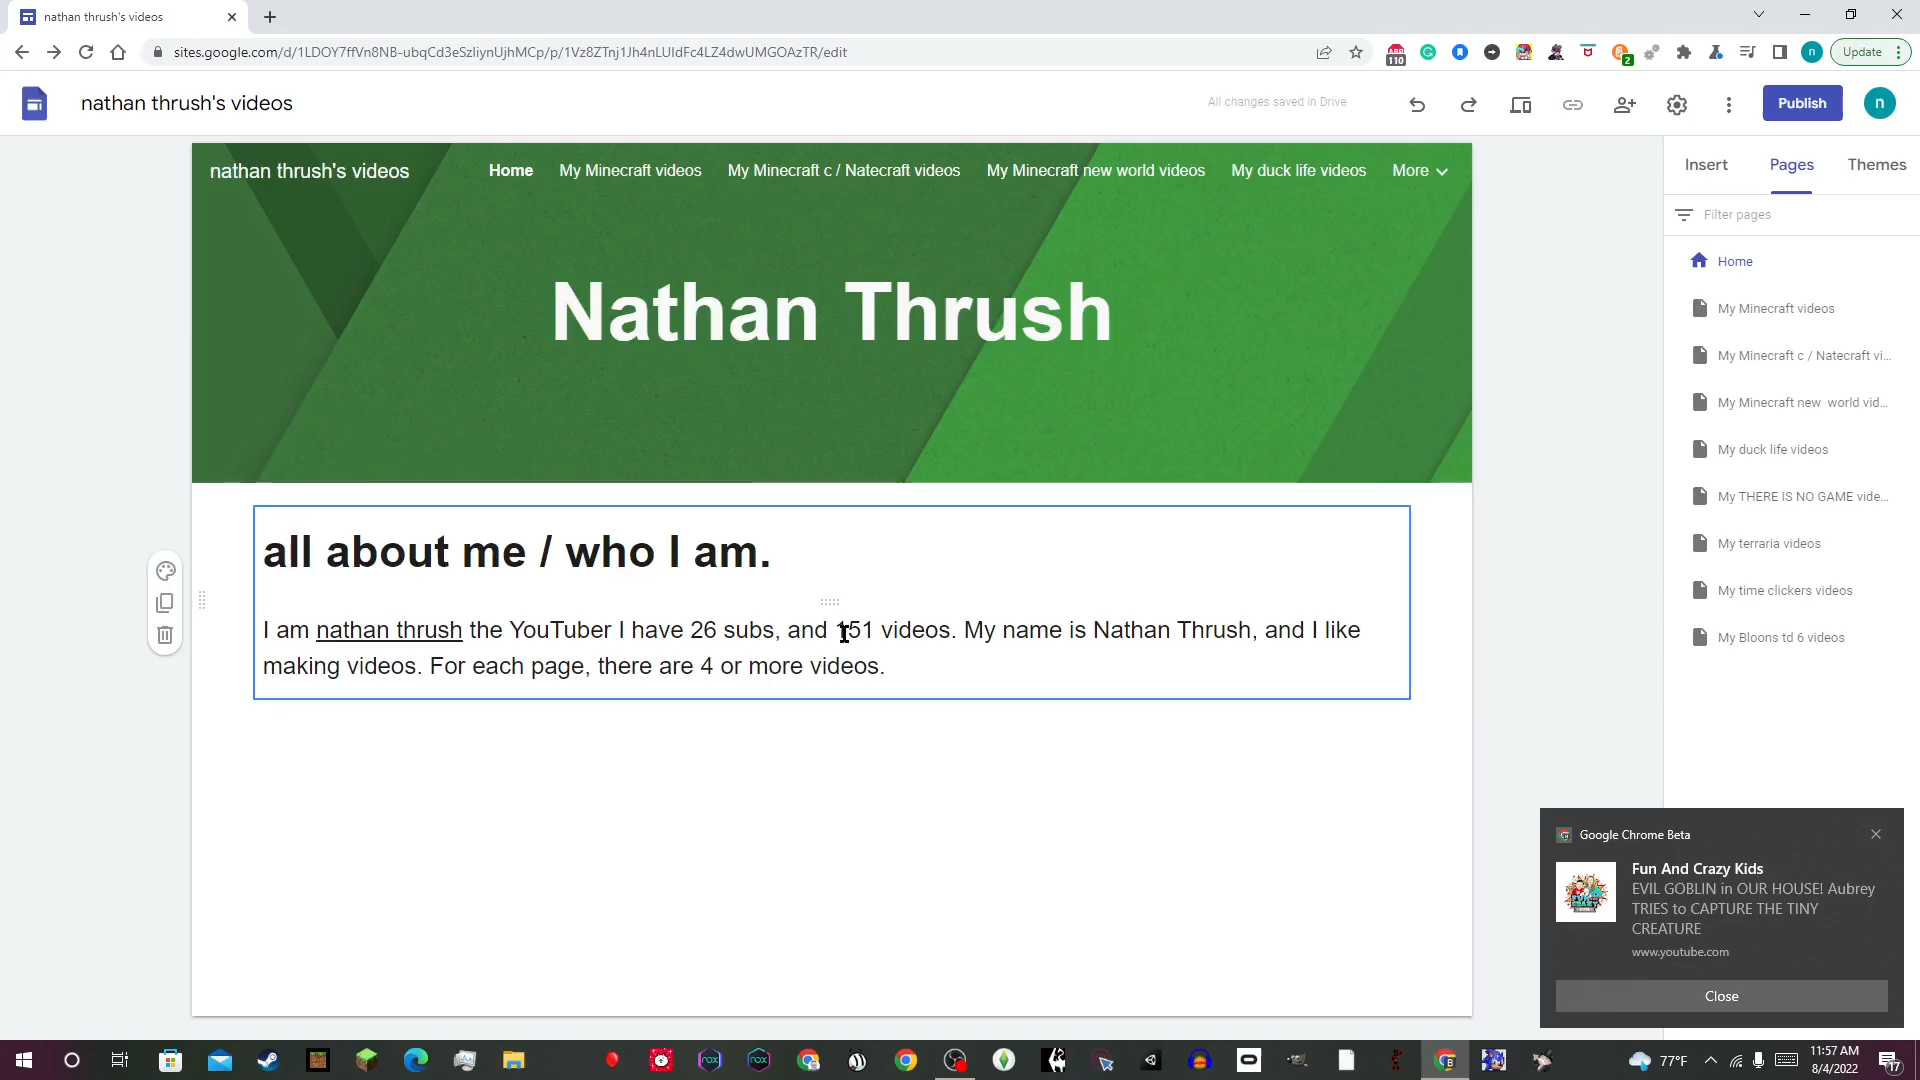 nathan thrush's videos
sites.google.com/d/1LDOY7ffVn8NB-ubqCd3eSzliynUjhMCp/p/1Vz8ZTnj1Jh4nLUIdFc4LZ4dwUMGOAzTR/edit
110
2
n
Update
nathan thrush's videos
All changes saved in Drive
Publish
n
nathan thrush's videos
Home
My Minecraft videos
My Minecraft c / Natecraft videos
My Minecraft new world videos
My duck life videos
More
Insert
Pages
Themes
Filter pages
Nathan Thrush
Home
My Minecraft videos
My Minecraft c / Natecraft vi...
My Minecraft new world vid...
My duck life videos
My THERE IS NO GAME vide...
My terraria videos
My time clickers videos
My Bloons td 6 videos
all about me / who I am.
I am nathan thrush the YouTuber I have 26 subs, and 151 videos. My name is Nathan Thrush, and I like
making videos. For each page, there are 4 or more videos.
Google Chrome Beta
Fun And Crazy Kids
EVIL GOBLIN in OUR HOUSE! Aubrey
TRIES to CAPTURE THE TINY
CREATURE
www.youtube.com
Close
77°F
11:57 AM
8/4/2022
17